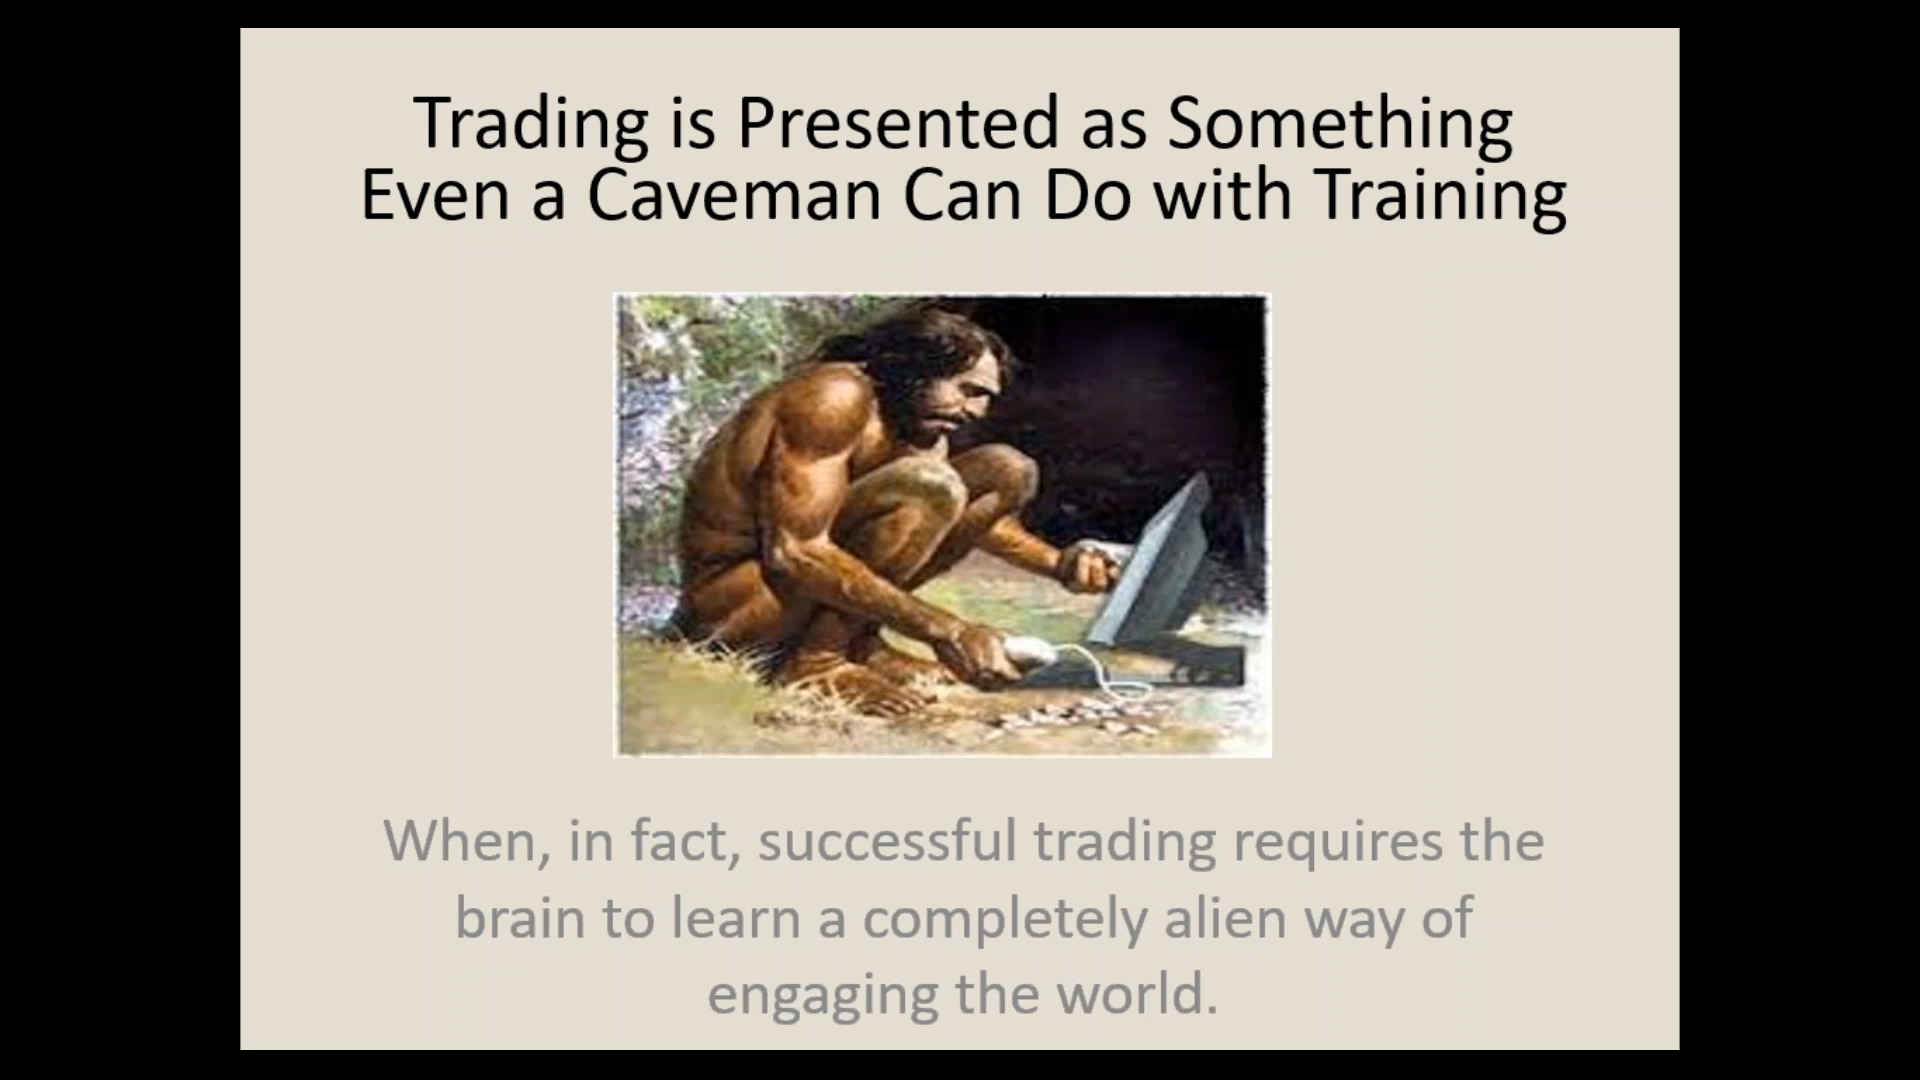 Trading is Presented as Something
Even a Caveman Can Do with Training
When, in fact, successful trading requires the
brain to learn a completely alien way of
engaging the world.